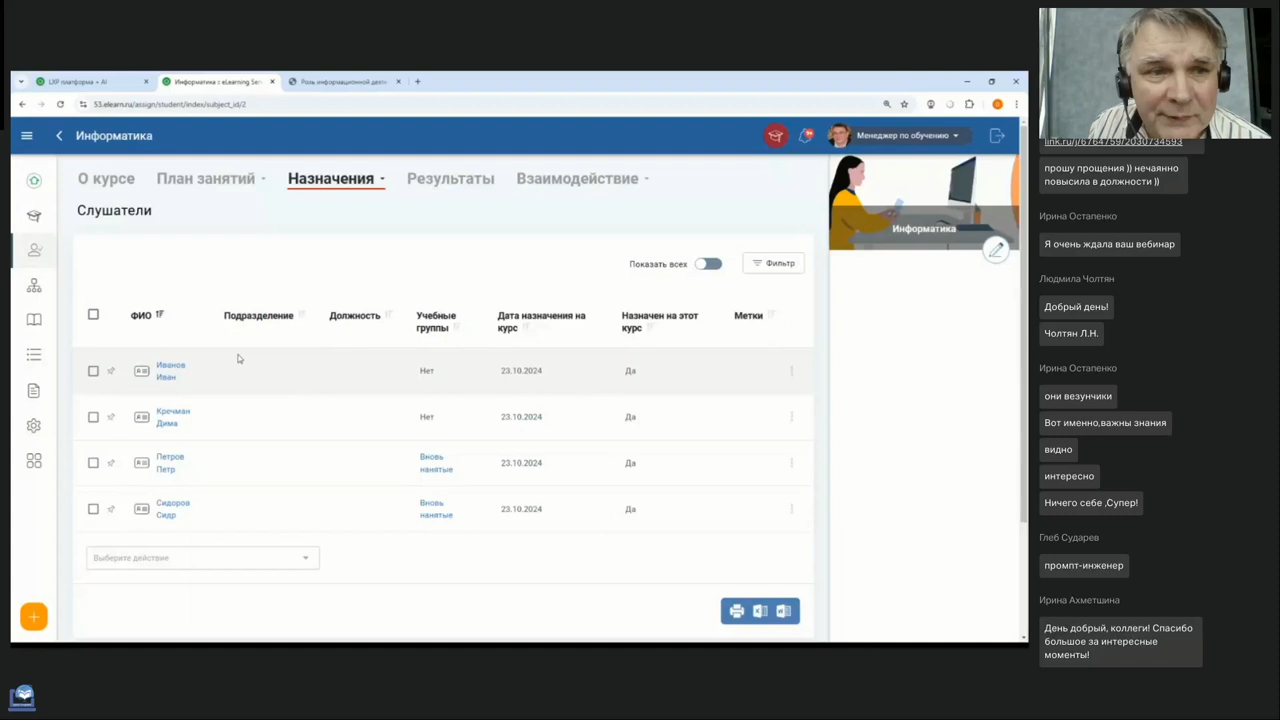 LXP платформа + AI
Информатика :: eLearning Ser
Роль информационной деят
53.elearn.ru/assign/student/index/subject_id/2
Информатика
Менеджер по обучению
О курсе
План занятий
Назначения
Результаты
Взаимодействие
Слушатели
Информатика
Показать всех
Фильтр
ФИО
Подразделение
Должность
Учебные
группы
Дата назначения на
курс
Назначен на этот
курс
Метки
Иванов
Иван
Нет
23.10.2024
Да
Кречман
Дима
Нет
23.10.2024
Да
Петров
Петр
Вновь
нанятые
23.10.2024
Да
Сидоров
Сидр
Вновь
нанятые
23.10.2024
Да
Выберите действие
link.ru/j/6764759/2030734593
прошу прощения )) нечаянно
повысила в должности ))
Ирина Остапенко
Я очень ждала ваш вебинар
Людмила Чолтян
Добрый день!
Чолтян Л.Н.
Ирина Остапенко
они везунчики
Вот именно,важны знания
видно
интересно
Ничего себе ,Супер!
Глеб Сударев
промпт-инженер
Ирина Ахметшина
День добрый, коллеги! Спасибо
большое за интересные
моменты!